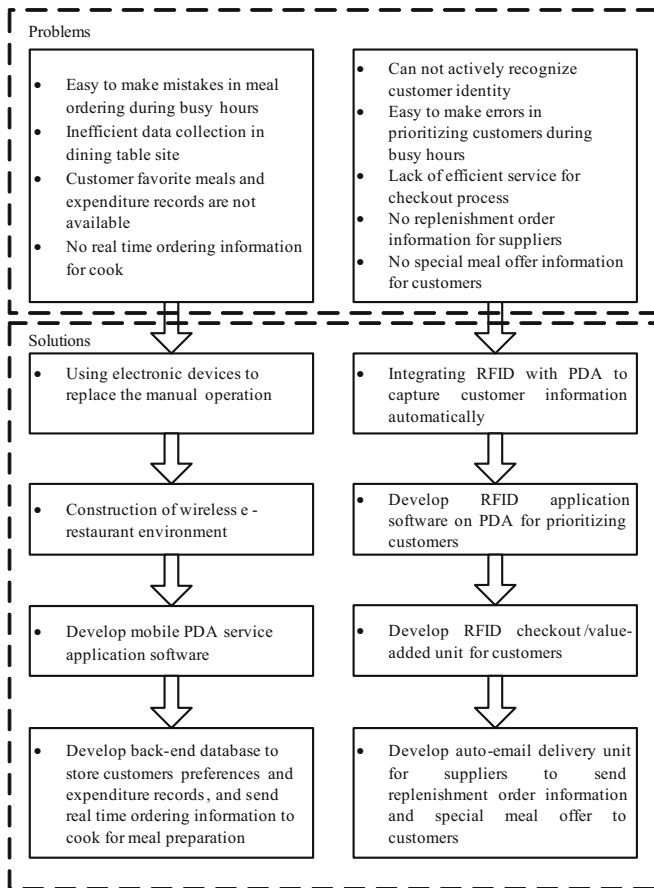 Problems
• Easy to make mistakes in meal
ordering during busy hours
• Inefficient data collection in
dining table site
• Customer favorite meals and
expenditure records are not
available
• No real time ordering information
for cook
• Can not actively recognize
customer identity
• Easy to make errors in
prioritizing customers during
busy hours
• Lack of efficient service for
checkout process
• No replenishment order
information for suppliers
• No special meal offer information
for customers
Solutions
• Using electronic devices to
replace the manual operation
• Construction of wireless e -
restaurant environment
• Develop mobile PDA service
application software
• Develop back-end database to
store customers preferences and
expenditure records, and send
real time ordering information to
cook for meal preparation
• Integrating RFID with PDA to
capture customer information
automatically
• Develop RFID application
software on PDA for prioritizing
customers
• Develop RFID checkout/value-
added unit for customers
• Develop auto-email delivery unit
for suppliers to send
replenishment order information
and special meal offer to
customers